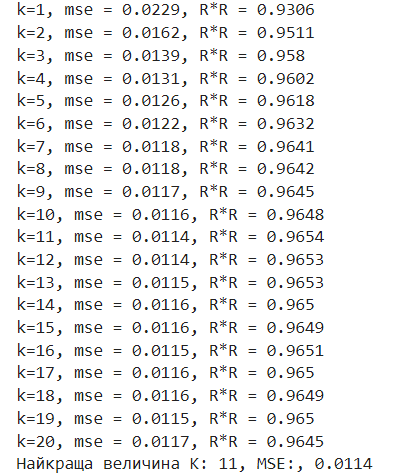 k=1, mse = 0.0229, R*R = 0.9306
k=2, mse = 0.0162, R*R = 0.9511
k=3, mse = 0.0139, R*R = 0.958
k=4, mse = 0.0131, R*R = 0.9602
k=5, mse = 0.0126, R*R = 0.9618
k=6, mse = 0.0122, R*R = 0.9632
k=7, mse = 0.0118, R*R = 0.9641
k=8, mse = 0.0118, R*R = 0.9642
k=9, mse = 0.0117, R*R = 0.9645
k=10, mse = 0.0116, R*R = 0.9648
k=11, mse = 0.0114, R*R = 0.9654
k=12, mse = 0.0114, R*R = 0.9653
k=13, mse = 0.0115, R*R = 0.9653
k=14, mse = 0.0116, R*R = 0.965
k=15, mse = 0.0116, R*R = 0.9649
k=16, mse = 0.0115, R*R = 0.9651
k=17, mse = 0.0116, R*R = 0.965
k=18, mse = 0.0116, R*R = 0.9649
k=19, mse = 0.0115, R*R = 0.965
k=20, mse = 0.0117, R*R = 0.9645
Найкраща величина К: 11, MSE:, 0.0114